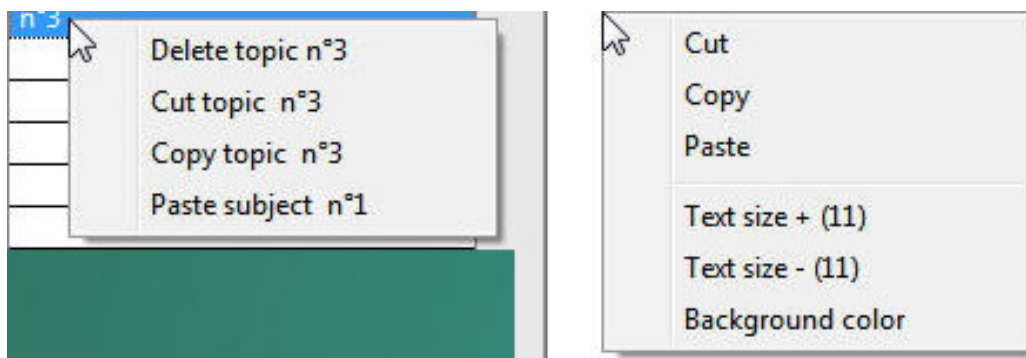 n°3
Delete topic n°3
Cut topic n°3
Copy topic n°3
Paste subject n°1
Cut
Copy
Paste
Text size + (11)
Text size - (11)
Background color